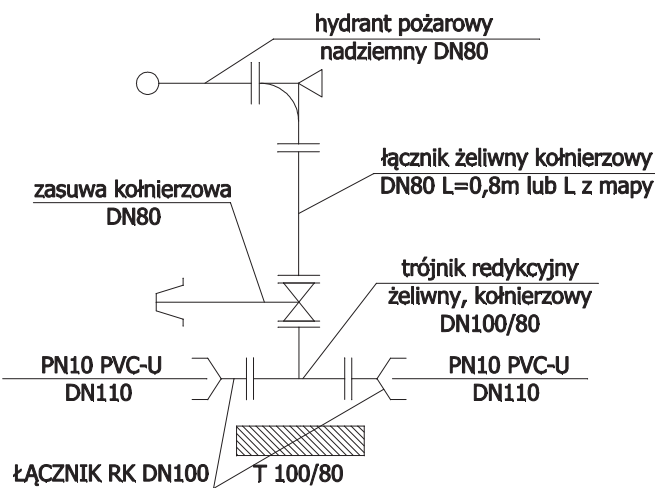 hydrant pożarowy
nadziemny DN80
łącznik żeliwny kołnierzowy
DN80 L=0,8m lub L z mapy
zasuwa kołnierzowa
DN80
trójnik redykcyjny
żeliwny, kołnierzowy
DN100/80
PN10 PVC-U
DN110
PN10 PVC-U
DN110
ŁĄCZNIK RK DN100
T 100/80